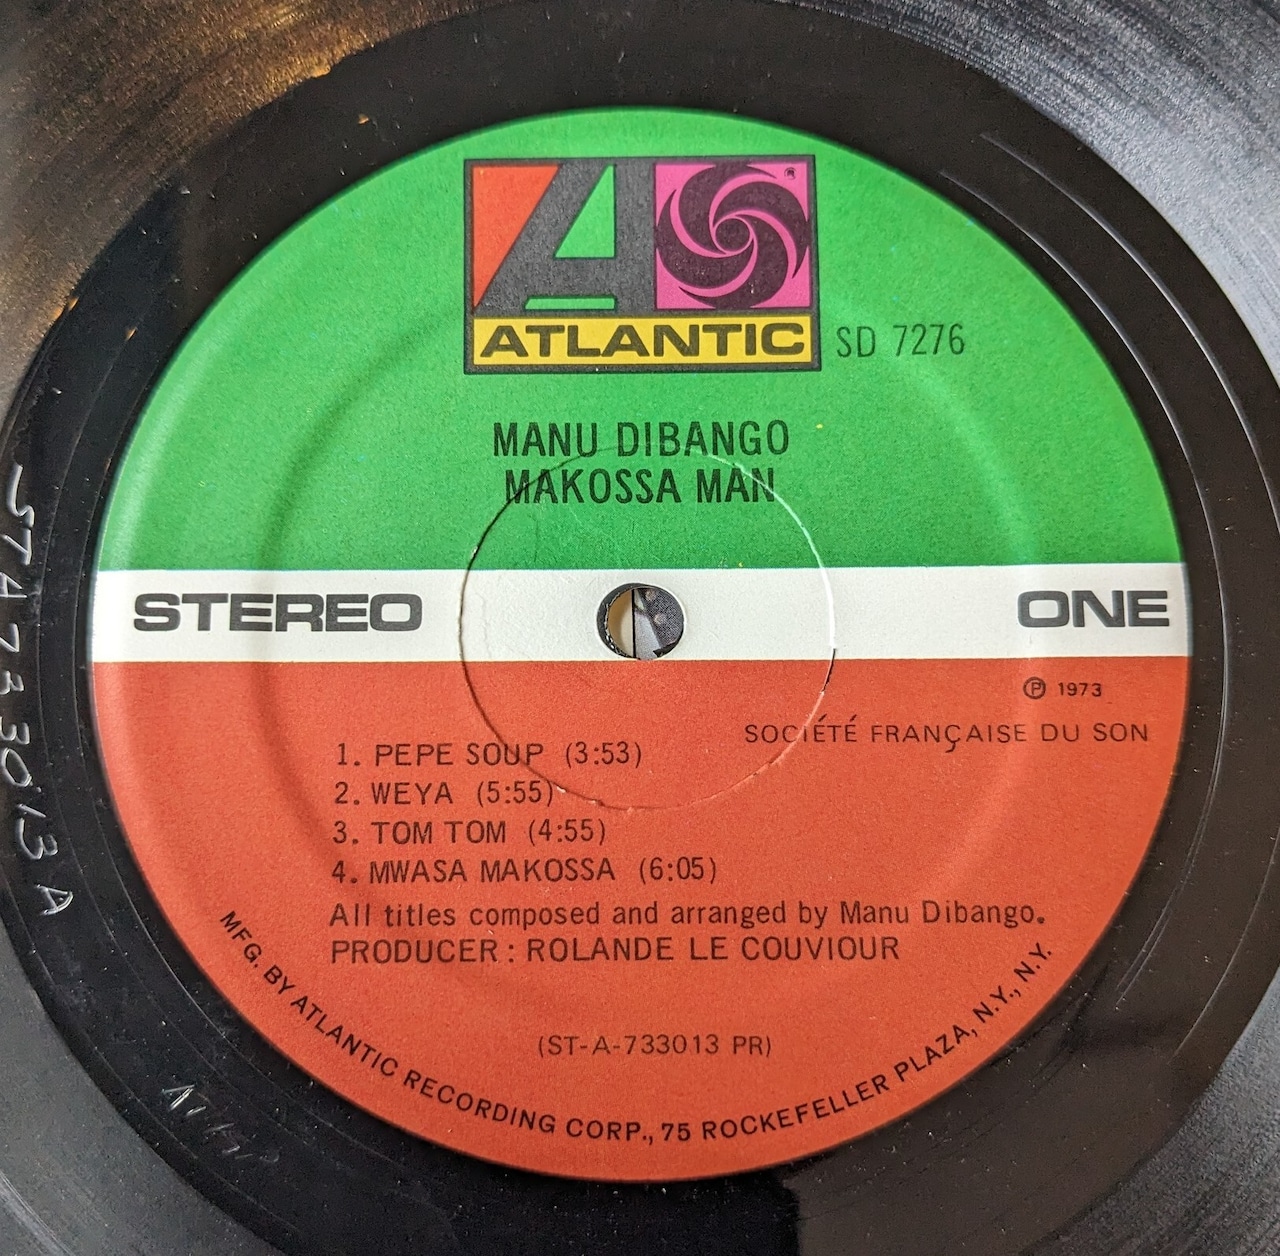 ATLANTIC
®
SD 7276
MANU DIBANGO
MAKOSSA MAN
STEREO
ONE
℗ 1973
SOCIÉTÉ FRANÇAISE DU SON
1. PEPE SOUP (3:53)
2. WEYA (5:55)
3. TOM TOM (4:55)
4. MWASA MAKOSSA (6:05)
All titles composed and arranged by Manu Dibango.
PRODUCER : ROLANDE LE COUVIOUR
(ST-A-733013 PR)
MFG. BY ATLANTIC RECORDING CORP., 75 ROCKEFELLER PLAZA, N.Y., N.Y.
STA 733013 A